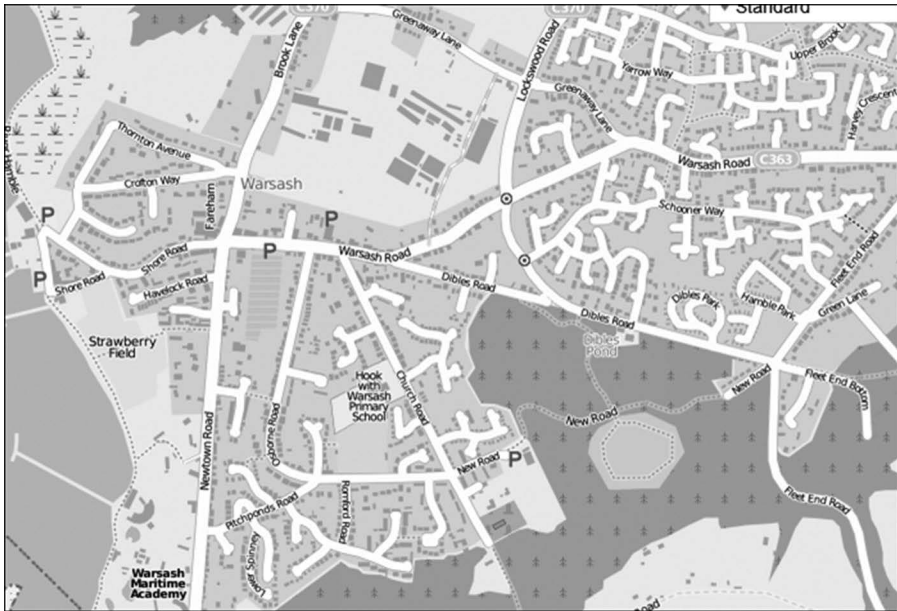 C370
C370
Standard
Greenaway Lane
Brook Lane
Lockswood Road
Upper Brook
Yarrow Way
Greenaway Lane
Harvey Crescent
Thornton Avenue
Warsash Road
C363
Crofton Way
Warsash
Fareham
P
P
Schooner Way
Shore Road
P
Warsash Road
Fleet End Road
P
Shore Road
Havelock Road
Dibles Road
Dibles Park
Hamble Park
Green Lane
Dibles Road
Strawberry
Field
Dibles
Pond
Hook
with
Warsash
Primary
School
Church Road
New Road
Fleet End Bottom
New Road
Newtown Road
Osborne Road
New Road
P
Pitchponds Road
Romford Road
Fleet End Road
Lower Spinney
Warsash
Maritime
Academy
Road